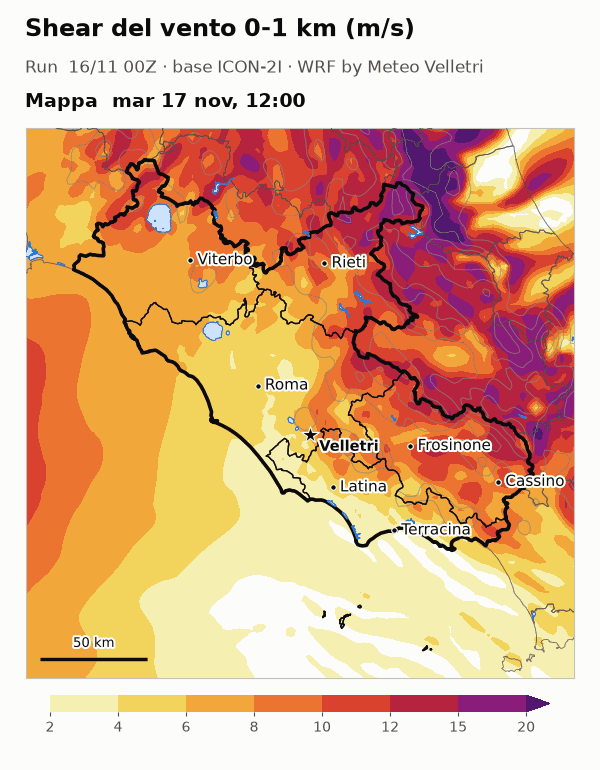 Shear del vento 0-1 km (m/s)
Run  16/11 00Z · base ICON-2I · WRF by Meteo Velletri
Mappa  mar 17 nov, 12:00
Viterbo
Rieti
Roma
Velletri
Frosinone
Cassino
Latina
Terracina
50 km
2 4 6 8 10 12 15 20